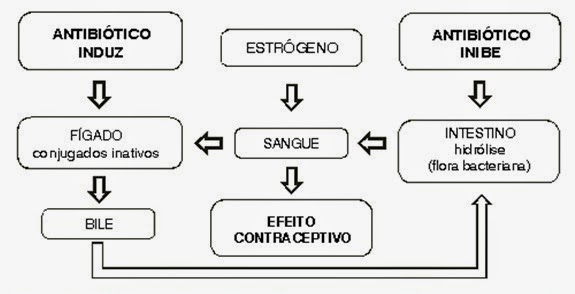 ANTIBIÓTICO
INDUZ
ESTRÓGENO
ANTIBIÓTICO
INIBE
FÍGADO
conjugados inativos
SANGUE
INTESTINO
hidrólise
(flora bacteriana)
BILE
EFEITO
CONTRACEPTIVO